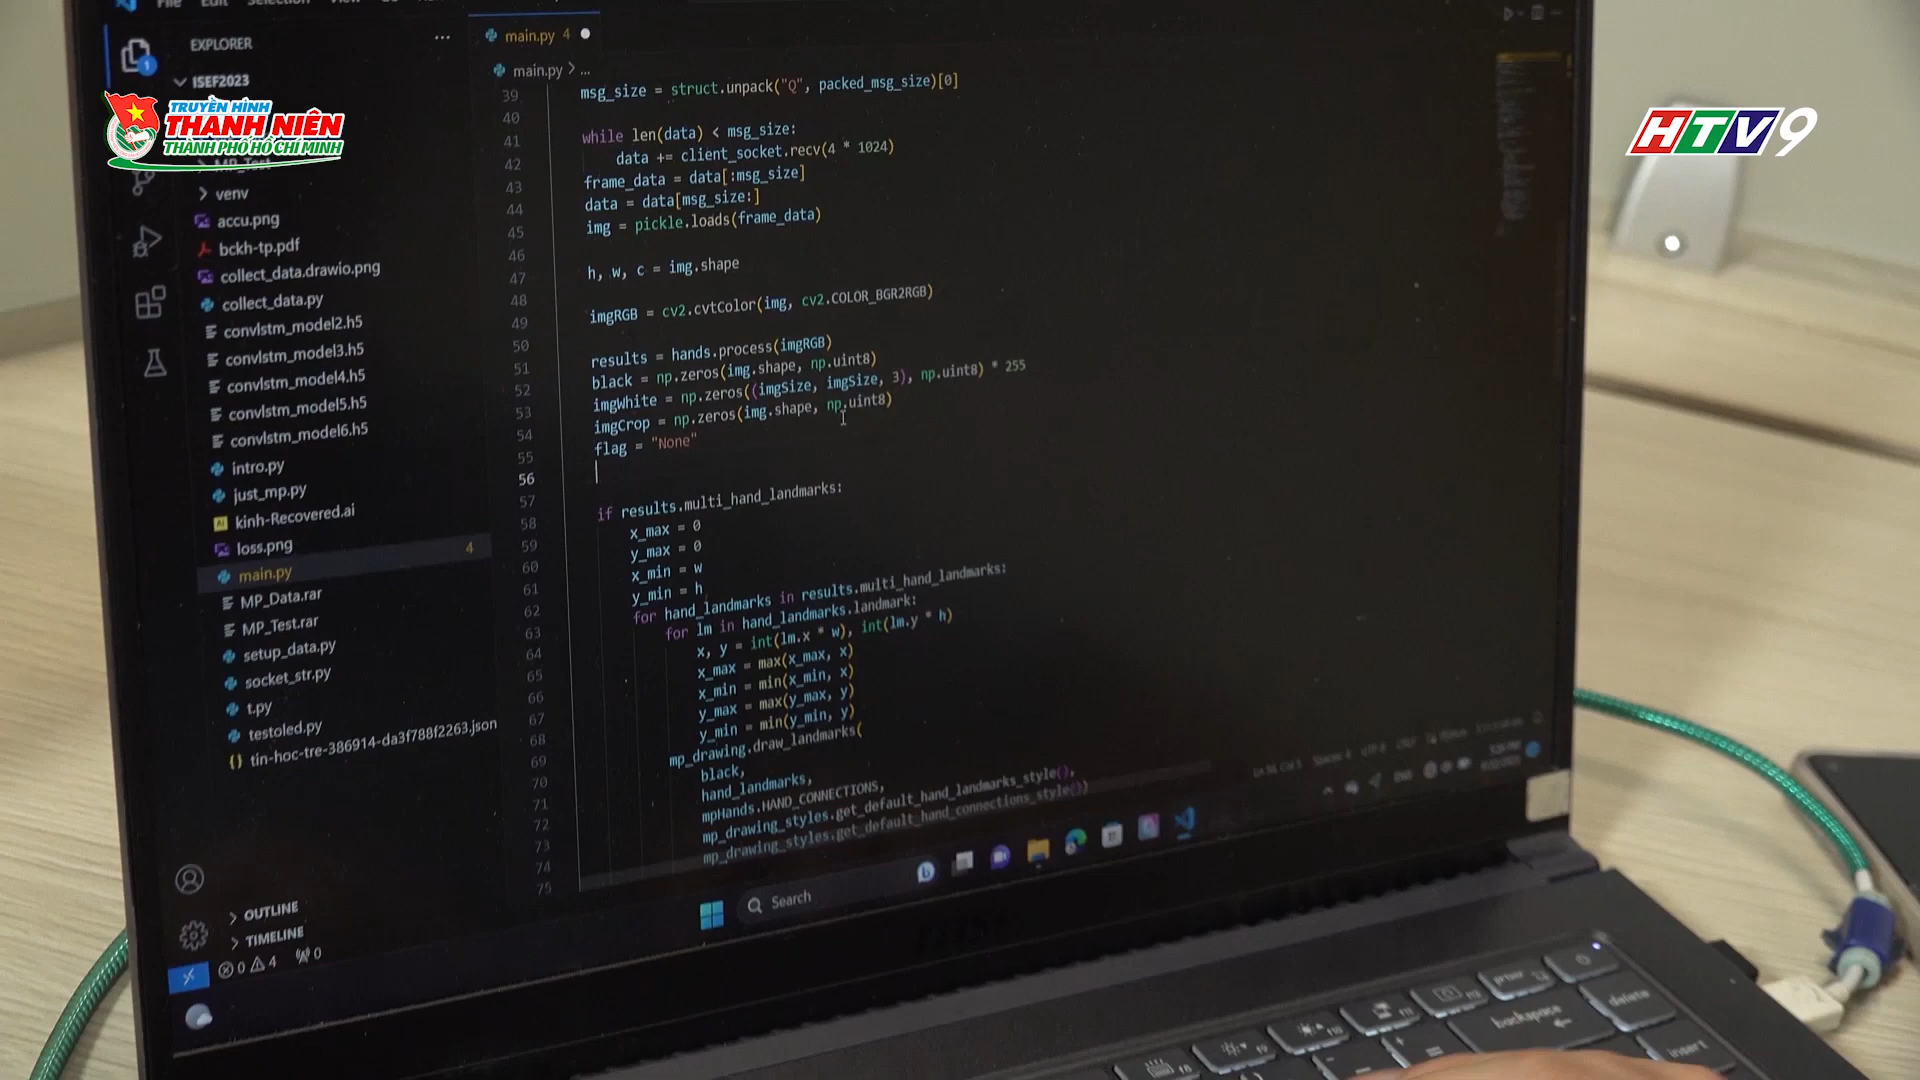 File Edit Selection
EXPLORER
ISEF2023
TRUYỀN HÌNH
THANH NIÊN
THÀNH PHỐ HỒ CHÍ MINH
HTV9
MP_Test
venv
accu.png
bckh-tp.pdf
collect_data.drawio.png
collect_data.py
convlstm_model2.h5
convlstm_model3.h5
convlstm_model4.h5
convlstm_model5.h5
convlstm_model6.h5
intro.py
just_mp.py
kinh-Recovered.ai
loss.png
main.py 4
MP_Data.rar
MP_Test.rar
setup_data.py
socket_str.py
t.py
testoled.py
{} tin-hoc-tre-386914-da3f788f2263.json
OUTLINE
TIMELINE
0 4 0
main.py 4
main.py > ...
39 msg_size = struct.unpack("Q", packed_msg_size)[0]
40
41 while len(data) < msg_size:
42 data += client_socket.recv(4 * 1024)
43 frame_data = data[:msg_size]
44 data = data[msg_size:]
45 img = pickle.loads(frame_data)
46
47 h, w, c = img.shape
48
49 imgRGB = cv2.cvtColor(img, cv2.COLOR_BGR2RGB)
50
51 results = hands.process(imgRGB)
52 black = np.zeros(img.shape, np.uint8)
53 imgWhite = np.zeros((imgSize, imgSize, 3), np.uint8) * 255
54 imgCrop = np.zeros(img.shape, np.uint8)
55 flag = "None"
56
57
58 if results.multi_hand_landmarks:
59 x_max = 0
60 y_max = 0
61 x_min = w
62 y_min = h
63 for hand_landmarks in results.multi_hand_landmarks:
64 for lm in hand_landmarks.landmark:
65 x, y = int(lm.x * w), int(lm.y * h)
66 x_max = max(x_max, x)
67 x_min = min(x_min, x)
68 y_max = max(y_max, y)
69 y_min = min(y_min, y)
70 mp_drawing.draw_landmarks(
71 black,
72 hand_landmarks,
73 mpHands.HAND_CONNECTIONS,
74 mp_drawing_styles.get_default_hand_landmarks_style(),
75 mp_drawing_styles.get_default_hand_connections_style())
Search
backspace
delete
insert